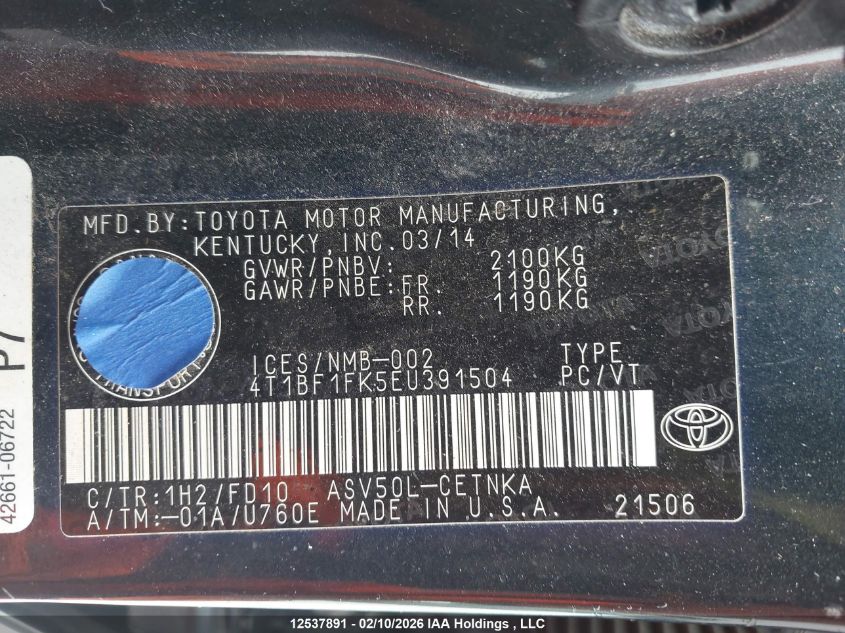 MFD.BY:TOYOTA MOTOR MANUFACTURING,
KENTUCKY,INC.03/14
GVWR/PNBV: 2100KG
GAWR/PNBE:FR. 1190KG
RR. 1190KG
ICES/NMB-002 TYPE
4T1BF1FK5EU391504 PC/VT
C/TR:1H2/FD10 ASV50L-CETNKA
A/TM:-01A/U760E MADE IN U.S.A. 21506
P7
42661-06722
12537891 - 02/10/2026 IAA Holdings , LLC